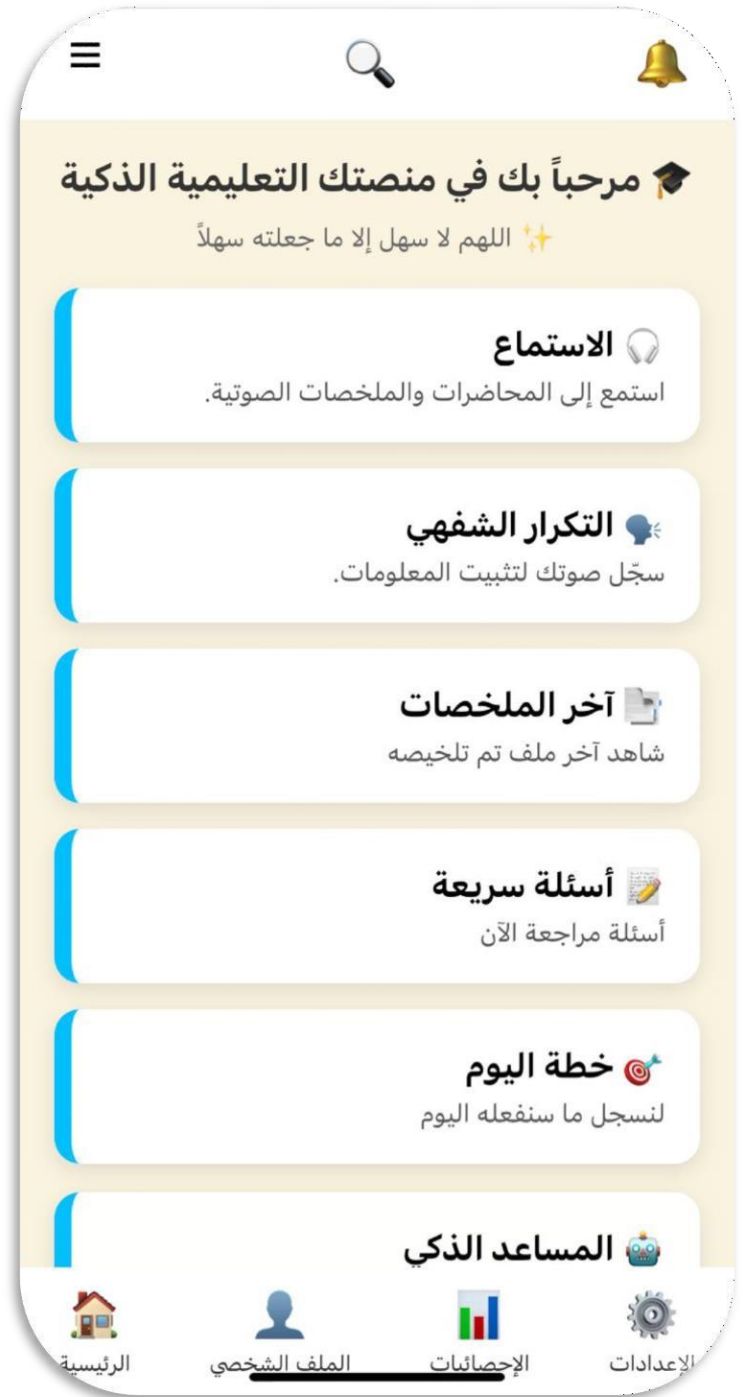 🎓 مرحباً بك في منصتك التعليمية الذكية
✨ اللهم لا سهل إلا ما جعلته سهلاً
🎧 الاستماع
استمع إلى المحاضرات والملخصات الصوتية.
🗣️ التكرار الشفهي
سجّل صوتك لتثبيت المعلومات.
📑 آخر الملخصات
شاهد آخر ملف تم تلخيصه
📝 أسئلة سريعة
أسئلة مراجعة الآن
🎯 خطة اليوم
لنسجل ما سنفعله اليوم
🤖 المساعد الذكي
الإعدادات الإحصائيات الملف الشخصي الرئيسية